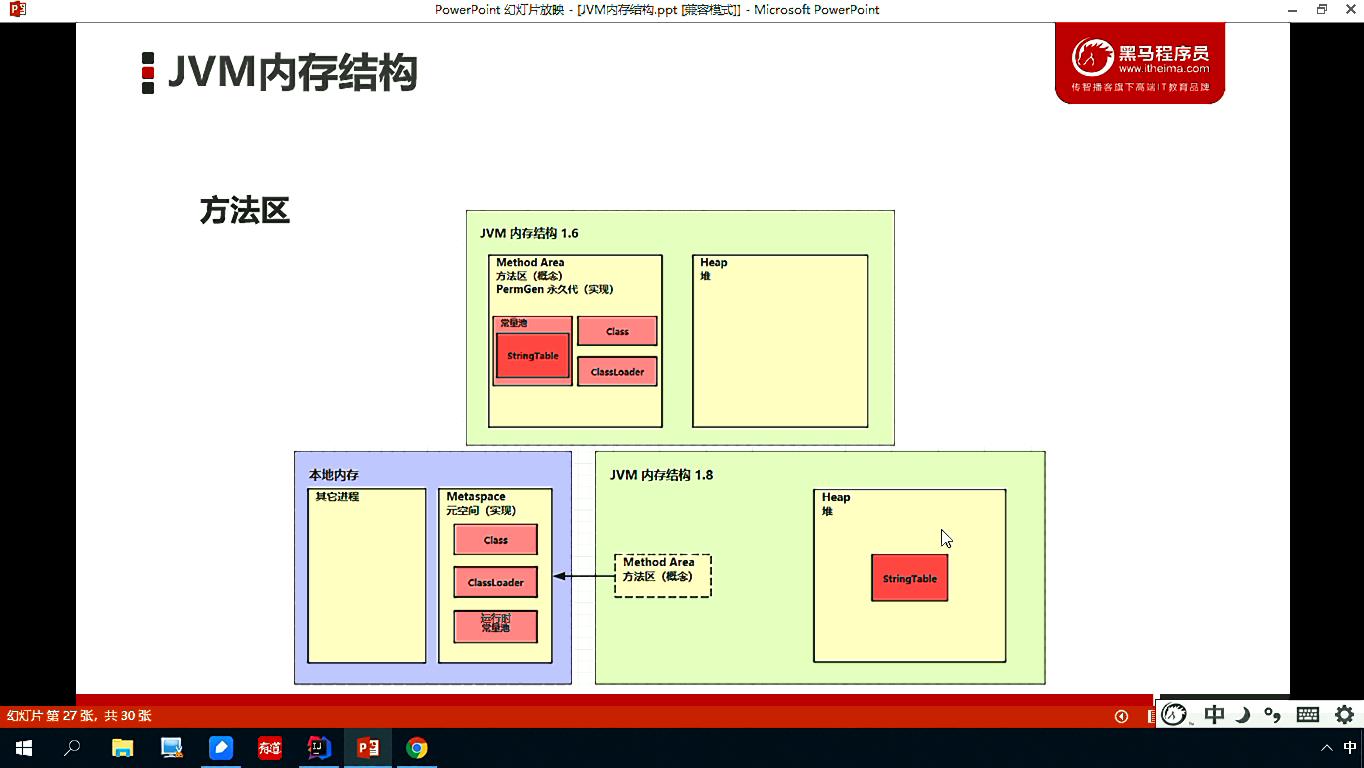 PowerPoint 幻灯片放映 - [JVM内存结构.ppt [兼容模式]] - Microsoft PowerPoint
JVM内存结构
黑马程序员
www.itheima.com
传智播客旗下高端IT教育品牌
方法区
JVM 内存结构 1.6
Method Area
方法区（概念）
PermGen 永久代（实现）
常量池
StringTable
Class
ClassLoader
Heap
堆
本地内存
其它进程
Metaspace
元空间（实现）
Class
ClassLoader
运行时
常量池
JVM 内存结构 1.8
Method Area
方法区（概念）
Heap
堆
StringTable
幻灯片 第 27 张，共 30 张
中
有道
IJ
中